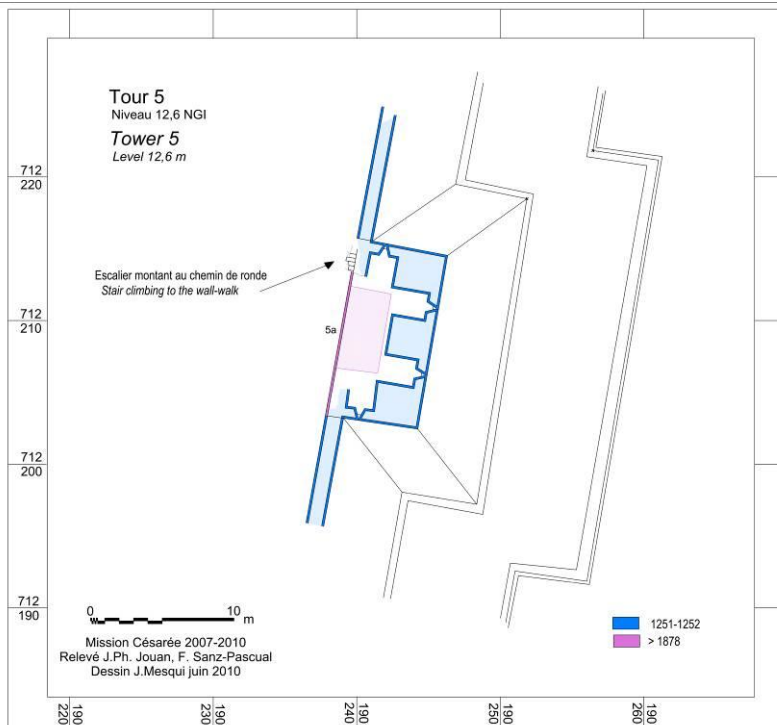 Tour 5
Niveau 12,6 NGI
Tower 5
Level 12,6 m
712
220
Escalier montant au chemin de ronde
Stair climbing to the wall-walk
712
210
5a
712
200
712
190
0 10 m
Mission Césarée 2007-2010
Relevé J.Ph. Jouan, F. Sanz-Pascual
Dessin J.Mesqui juin 2010
1251-1252
> 1878
190
220
190
230
190
240
190
250
190
260